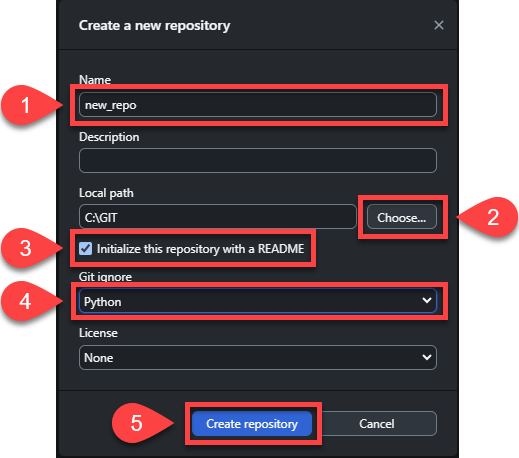 Create a new repository ×
1 Name
new_repo
Description
Local path
C:\GIT Choose... 2
3 Initialize this repository with a README
Git ignore
4 Python
License
None
5 Create repository Cancel